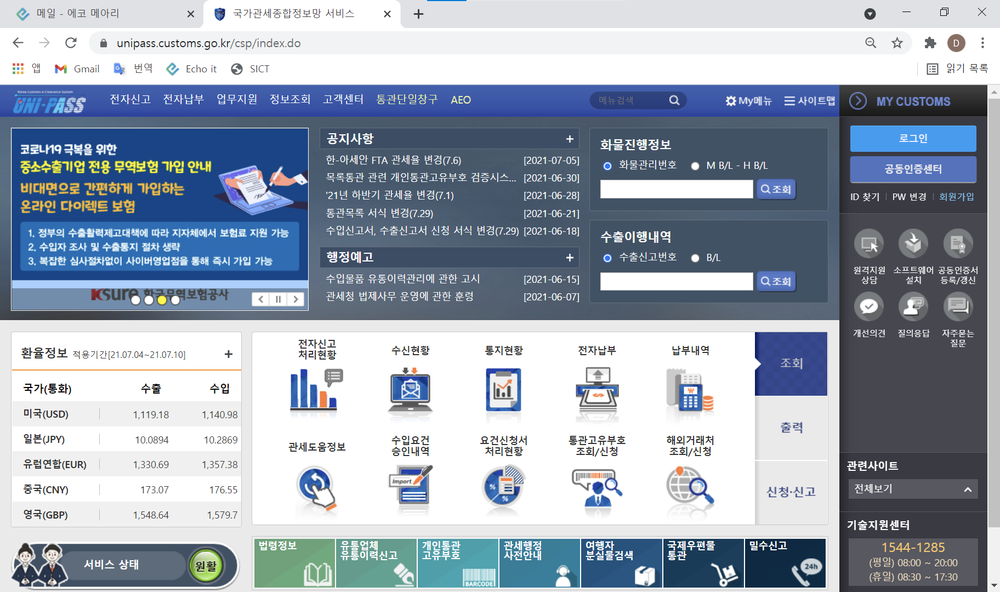 메일 - 에코 메아리
국가관세종합정보망 서비스
unipass.customs.go.kr/csp/index.do
D
앱
Gmail
번역
Echo it
SICT
읽기 목록
Korea Customs e-Clearance System
UNI-PASS
전자신고
전자납부
업무지원
정보조회
고객센터
통관단일창구
AEO
메뉴검색
My메뉴
사이트맵
MY CUSTOMS
코로나19 극복을 위한
중소수출기업 전용 무역보험 가입 안내
비대면으로 간편하게 가입하는
온라인 다이렉트 보험
1. 정부의 수출활력제고대책에 따라 지자체에서 보험료 지원 가능
2. 수입자 조사 및 수출통지 절차 생략
3. 복잡한 심사절차없이 사이버영업점을 통해 즉시 가입 가능
Ksure 한국무역보험공사
공지사항 +
한-아세안 FTA 관세율 변경(7.6) [2021-07-05]
목록통관 관련 개인통관고유부호 검증시스... [2021-06-30]
'21년 하반기 관세율 변경(7.1) [2021-06-28]
통관목록 서식 변경(7.29) [2021-06-21]
수입신고서, 수출신고서 신청 서식 변경(7.29) [2021-06-18]
행정예고 +
수입물품 유통이력관리에 관한 고시 [2021-06-15]
관세청 법제사무 운영에 관한 훈령 [2021-06-07]
화물진행정보
화물관리번호
M B/L - H B/L
조회
수출이행내역
수출신고번호
B/L
조회
로그인
공동인증센터
ID 찾기
PW 변경
회원가입
원격지원
상담
소프트웨어
설치
공동인증서
등록/갱신
개선의견
질의응답
자주묻는
질문
환율정보 적용기간[21.07.04~21.07.10] +
국가(통화) 수출 수입
미국(USD) 1,119.18 1,140.98
일본(JPY) 10.0894 10.2869
유럽연합(EUR) 1,330.69 1,357.38
중국(CNY) 173.07 176.55
영국(GBP) 1,548.64 1,579.7
전자신고
처리현황
수신현황
통지현황
전자납부
납부내역
관세도움정보
수입요건
승인내역
요건신청서
처리현황
통관고유부호
조회/신청
해외거래처
조회/신청
Import
조회
출력
신청·신고
관련사이트
전체보기
기술지원센터
1544-1285
(평일) 08:00 ~ 20:00
(휴일) 08:30 ~ 17:30
서비스 상태
원활
법령정보
유통업체
유통이력신고
개인통관
고유부호
BARCODE
관세행정
사전안내
여행자
분실물검색
국제우편물
통관
밀수신고
24h